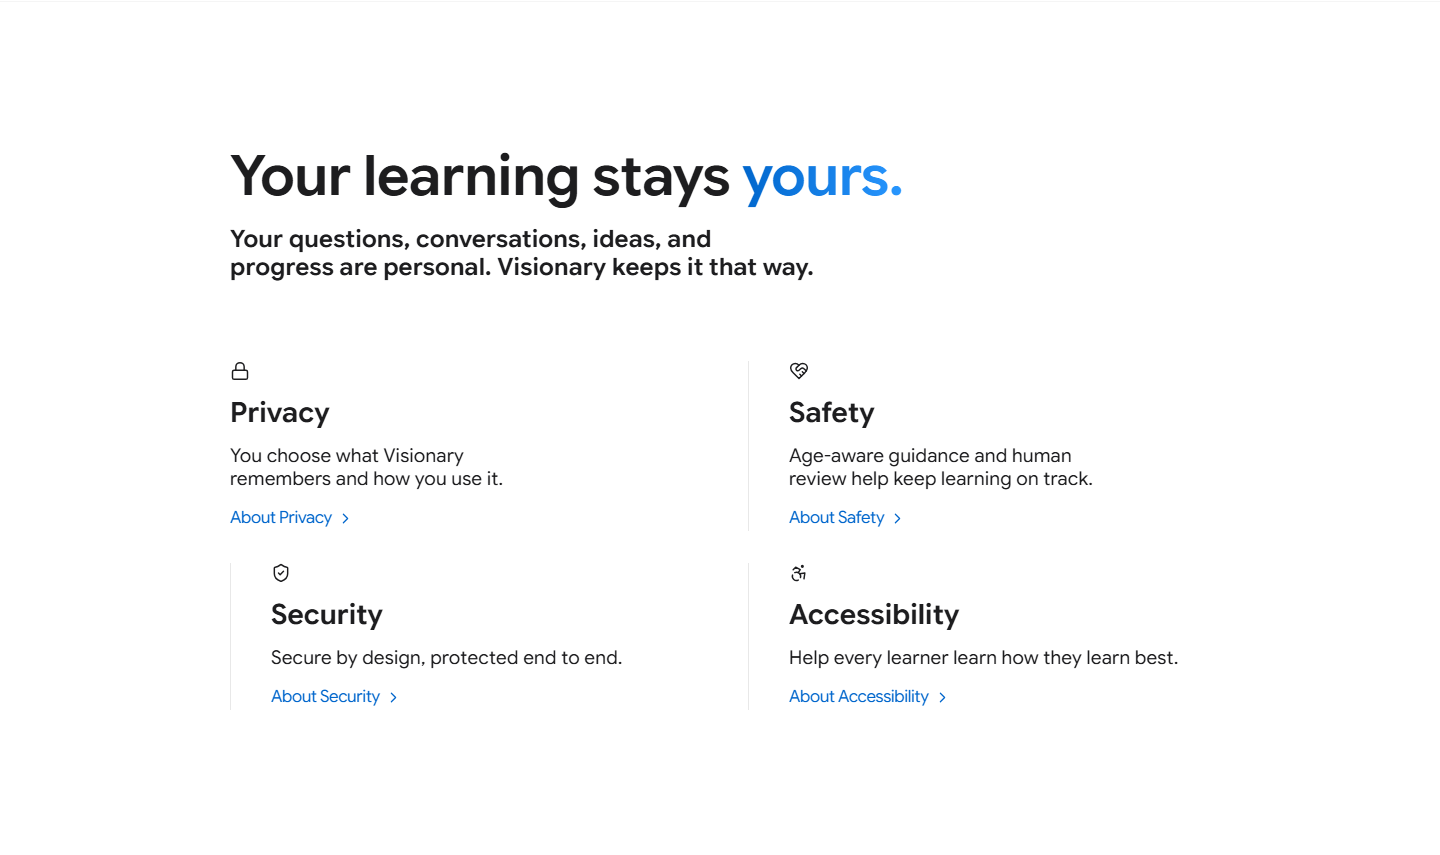 Your learning stays yours.
Your questions, conversations, ideas, and
progress are personal. Visionary keeps it that way.
Privacy
You choose what Visionary
remembers and how you use it.
About Privacy
Safety
Age-aware guidance and human
review help keep learning on track.
About Safety
Security
Secure by design, protected end to end.
About Security
Accessibility
Help every learner learn how they learn best.
About Accessibility